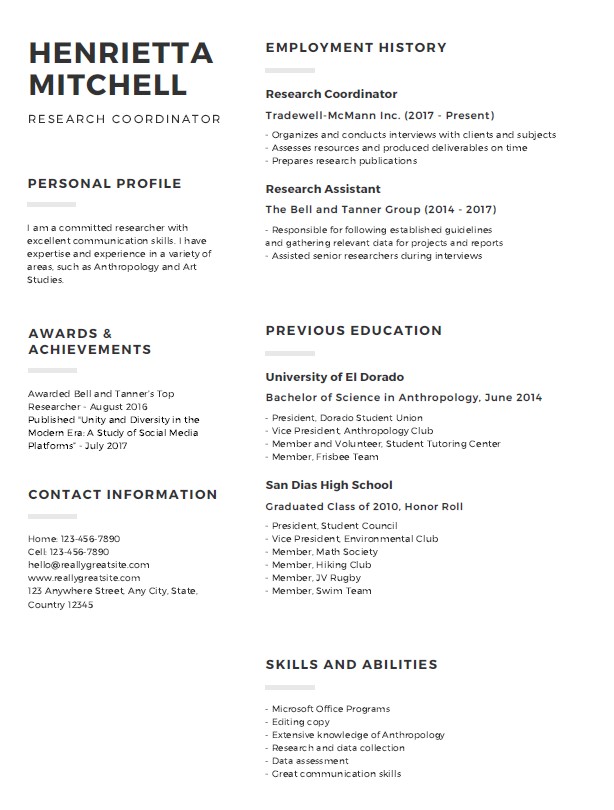 HENRIETTA
MITCHELL
RESEARCH COORDINATOR
PERSONAL PROFILE
I am a committed researcher with
excellent communication skills. I have
expertise and experience in a variety of
areas, such as Anthropology and Art
Studies.
AWARDS &
ACHIEVEMENTS
Awarded Bell and Tanner's Top
Researcher - August 2016
Published "Unity and Diversity in the
Modern Era: A Study of Social Media
Platforms" - July 2017
CONTACT INFORMATION
Home: 123-456-7890
Cell: 123-456-7890
hello@reallygreatsite.com
www.reallygreatsite.com
123 Anywhere Street, Any City, State,
Country 12345
EMPLOYMENT HISTORY
Research Coordinator
Tradewell-McMann Inc. (2017 - Present)
- Organizes and conducts interviews with clients and subjects
- Assesses resources and produced deliverables on time
- Prepares research publications
Research Assistant
The Bell and Tanner Group (2014 - 2017)
- Responsible for following established guidelines
and gathering relevant data for projects and reports
- Assisted senior researchers during interviews
PREVIOUS EDUCATION
University of El Dorado
Bachelor of Science in Anthropology, June 2014
- President, Dorado Student Union
- Vice President, Anthropology Club
- Member and Volunteer, Student Tutoring Center
- Member, Frisbee Team
San Dias High School
Graduated Class of 2010, Honor Roll
- President, Student Council
- Vice President, Environmental Club
- Member, Math Society
- Member, Hiking Club
- Member, JV Rugby
- Member, Swim Team
SKILLS AND ABILITIES
- Microsoft Office Programs
- Editing copy
- Extensive knowledge of Anthropology
- Research and data collection
- Data assessment
- Great communication skills